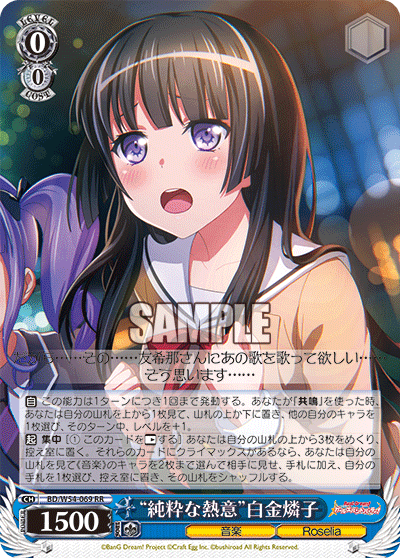 LEVEL
0
0
COST
SAMPLE
……その……友希那さんにあの歌を歌って欲しい……
そう思います……
【自】 この能力は1ターンにつき1回まで発動する。あなたが「共鳴」を使った時、
あなたは自分の山札を上から1枚見て、山札の上か下に置き、他の自分のキャラを
1枚選び、そのターン中、レベルを+1。
【起】 集中 [① このカードを[レスト]する] あなたは自分の山札の上から3枚をめくり、
控え室に置く。それらのカードにクライマックスがあるなら、あなたは自分の山
札を見て《音楽》のキャラを2枚まで選んで相手に見せ、手札に加え、自分の
手札を1枚選び、控え室に置き、その山札をシャッフルする。
CH BD/W54-069 RR
“純粋な熱意”白金燐子
1500
POWER
音楽
Roselia
©BanG Dream! Project ©Craft Egg Inc. ©bushiroad All Rights Reserved.